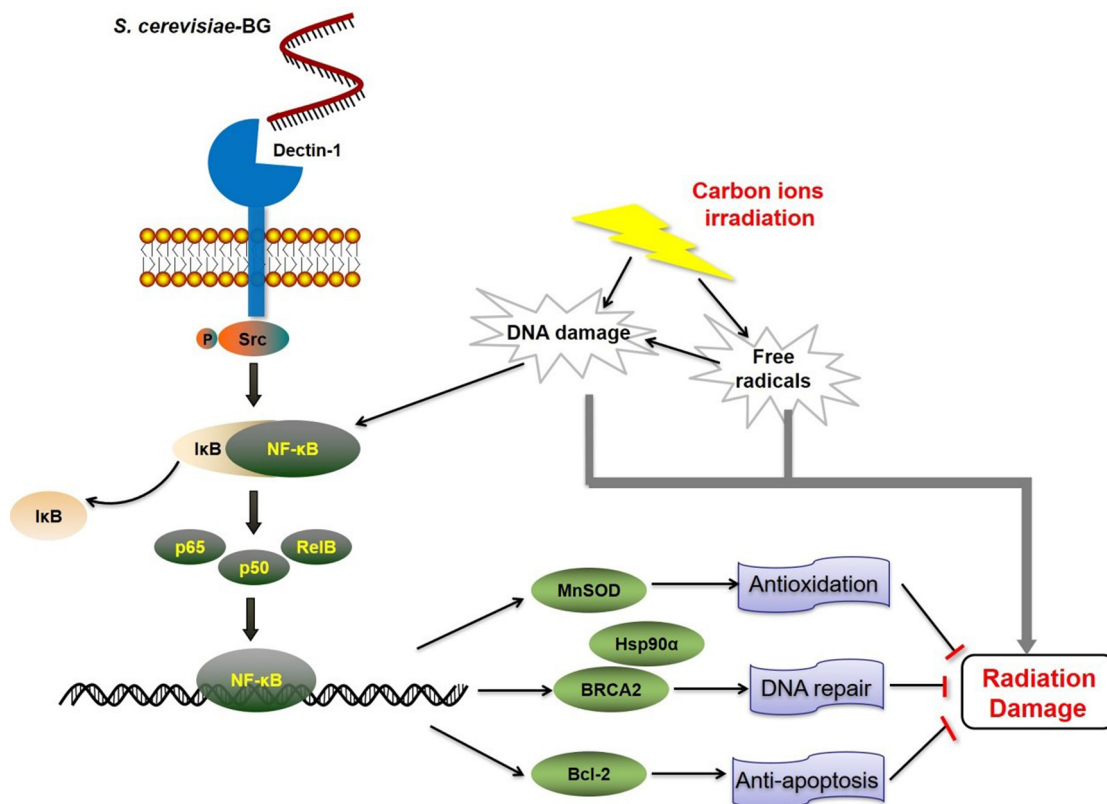 S. cerevisiae-BG
Dectin-1
Carbon ions
irradiation
P
Src
DNA damage
Free
radicals
IκB
NF-κB
IκB
p65
p50
RelB
MnSOD
Antioxidation
Hsp90α
NF-κB
BRCA2
DNA repair
Radiation
Damage
Bcl-2
Anti-apoptosis